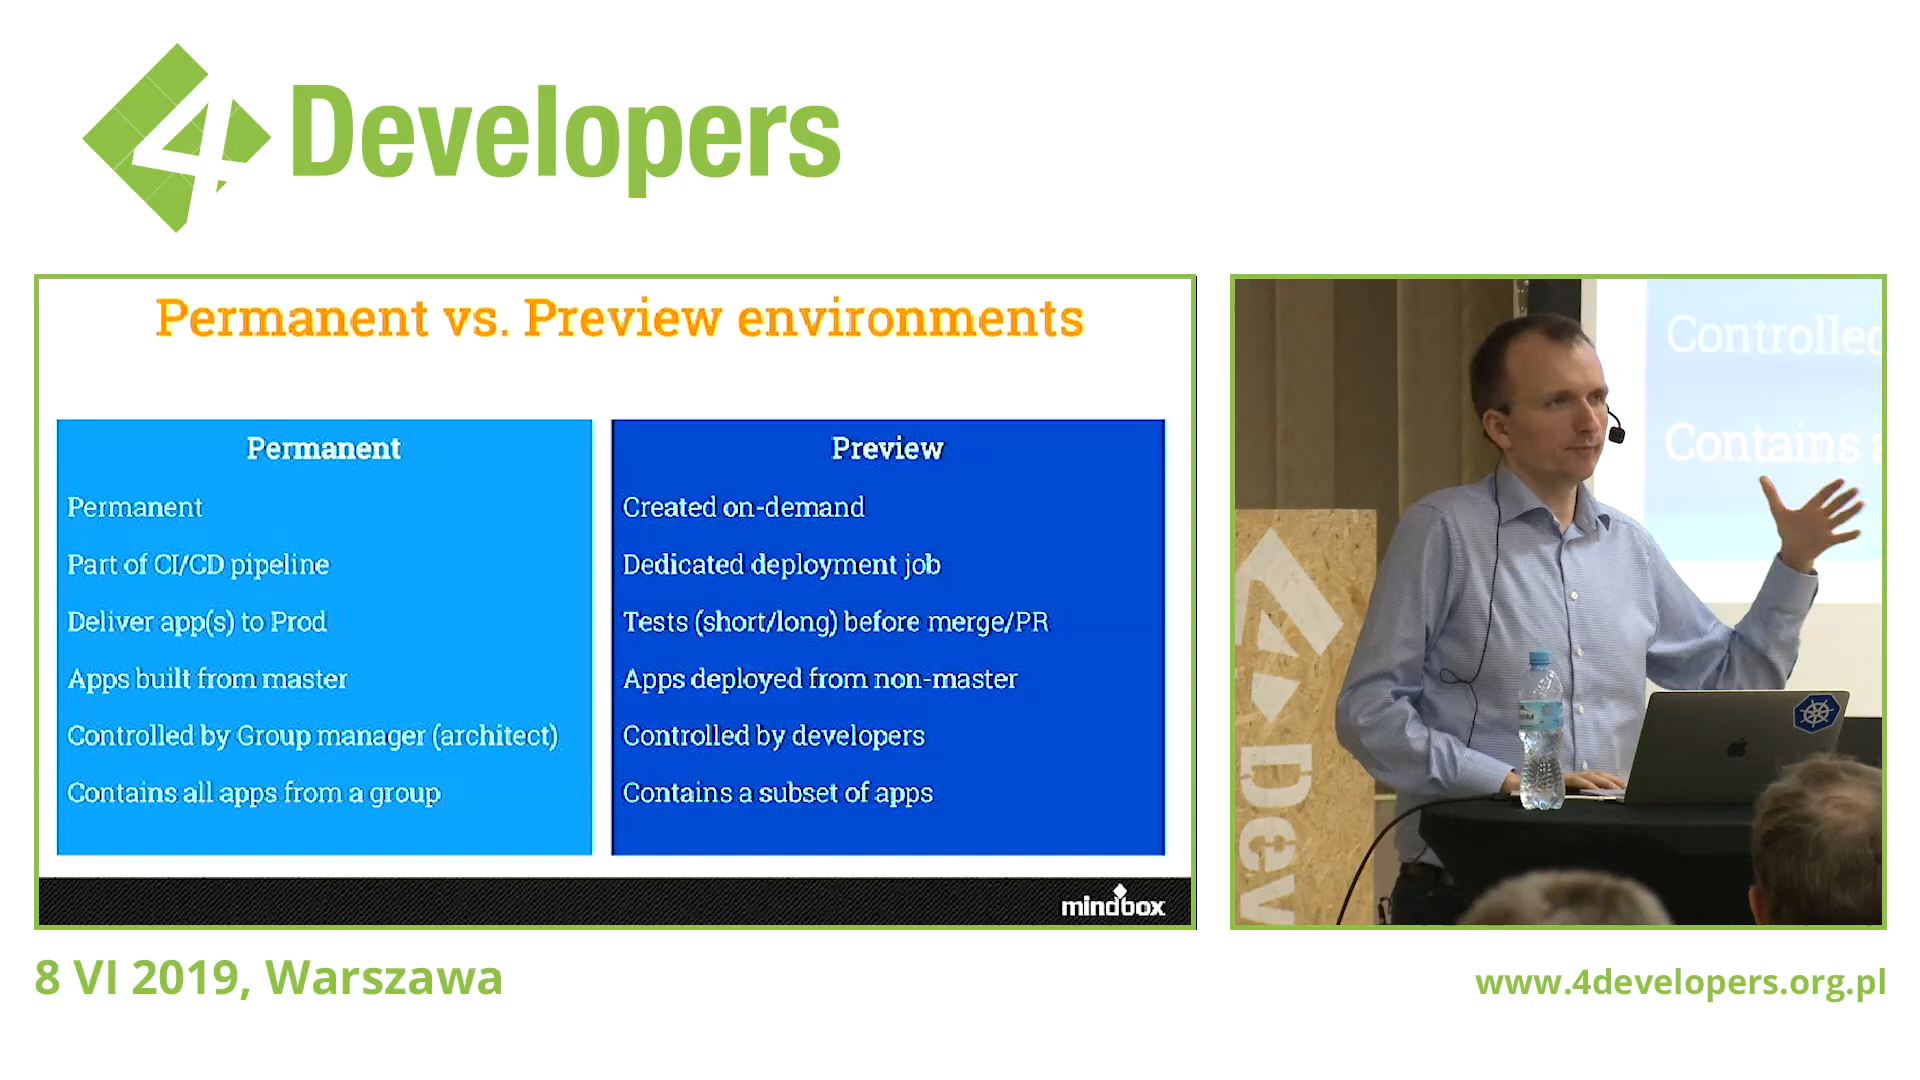 4Developers
Permanent vs. Preview environments
Permanent
Permanent
Part of CI/CD pipeline
Deliver app(s) to Prod
Apps built from master
Controlled by Group manager (architect)
Contains all apps from a group
Preview
Created on-demand
Dedicated deployment job
Tests (short/long) before merge/PR
Apps deployed from non-master
Controlled by developers
Contains a subset of apps
mindbox
Controlled
Contains a
4 Dev
8 VI 2019, Warszawa
www.4developers.org.pl